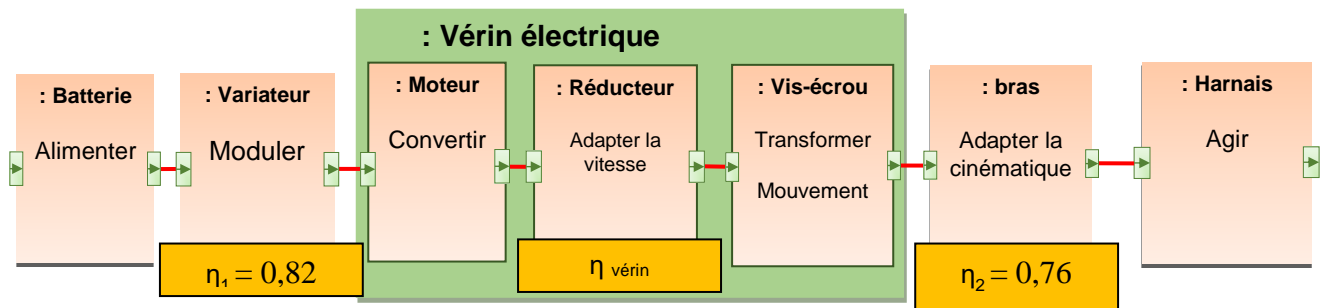 : Vérin électrique
: Batterie
Alimenter
: Variateur
Moduler
: Moteur
Convertir
: Réducteur
Adapter la
vitesse
: Vis-écrou
Transformer
Mouvement
: bras
Adapter la
cinématique
: Harnais
Agir
η₁ = 0,82
η vérin
η₂ = 0,76